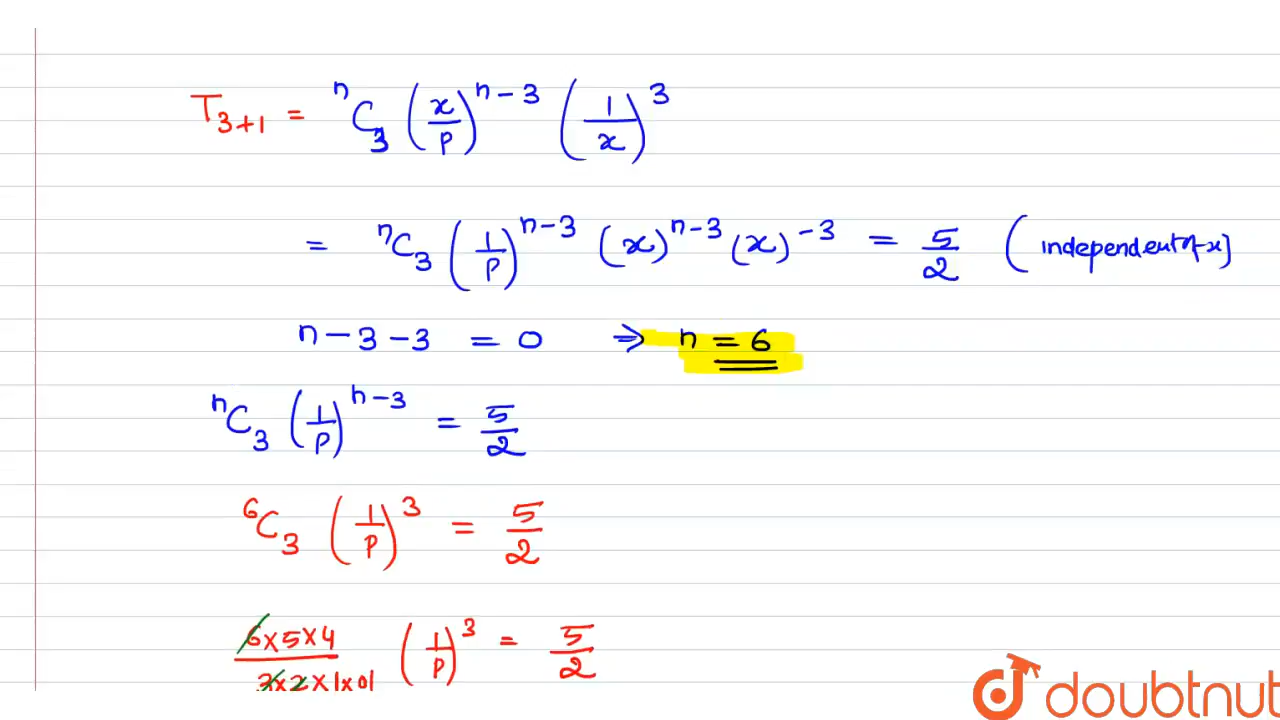 T₃₊₁ = ⁿC₃ (x/p)ⁿ⁻³ (1/x)³
= ⁿC₃ (1/p)ⁿ⁻³ (x)ⁿ⁻³ (x)⁻³ = 5/2 (independent of x]
n - 3 - 3 = 0 ⇒ n = 6
ⁿC₃ (1/p)ⁿ⁻³ = 5/2
⁶C₃ (1/p)³ = 5/2
6×5×4/3×2×1×01 (1/p)³ = 5/2
doubtnut